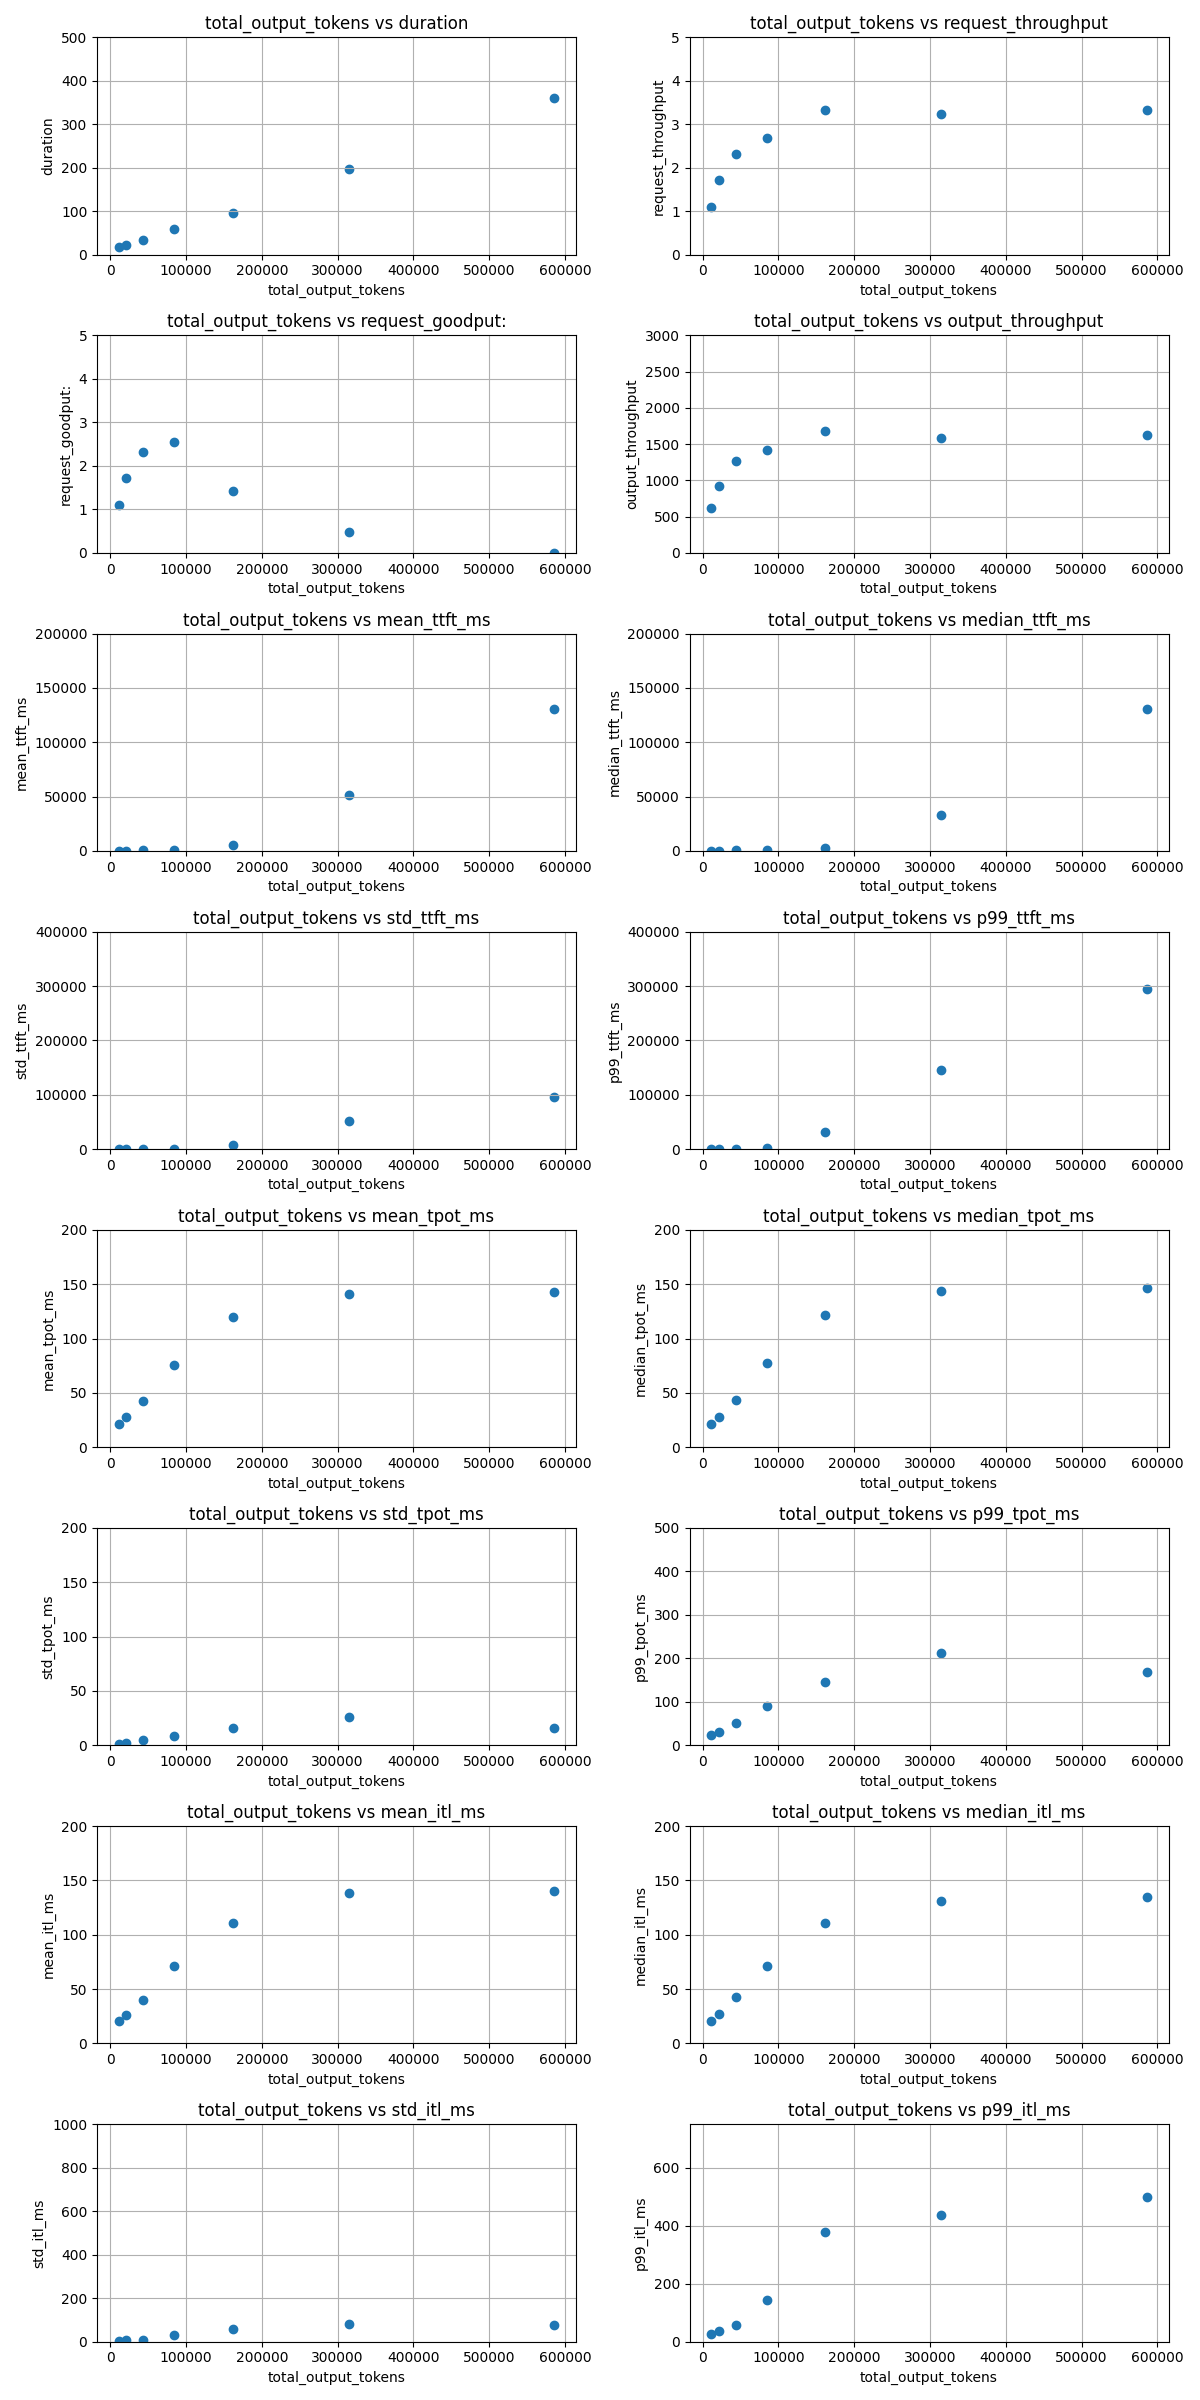 total_output_tokens vs duration
500
400
300
200
100
0
duration
0 100000 200000 300000 400000 500000 600000
total_output_tokens
total_output_tokens vs request_throughput
5
4
3
2
1
0
request_throughput
0 100000 200000 300000 400000 500000 600000
total_output_tokens
total_output_tokens vs request_goodput:
5
4
3
2
1
0
request_goodput:
0 100000 200000 300000 400000 500000 600000
total_output_tokens
total_output_tokens vs output_throughput
3000
2500
2000
1500
1000
500
0
output_throughput
0 100000 200000 300000 400000 500000 600000
total_output_tokens
total_output_tokens vs mean_ttft_ms
200000
150000
100000
50000
0
mean_ttft_ms
0 100000 200000 300000 400000 500000 600000
total_output_tokens
total_output_tokens vs median_ttft_ms
200000
150000
100000
50000
0
median_ttft_ms
0 100000 200000 300000 400000 500000 600000
total_output_tokens
total_output_tokens vs std_ttft_ms
400000
300000
200000
100000
0
std_ttft_ms
0 100000 200000 300000 400000 500000 600000
total_output_tokens
total_output_tokens vs p99_ttft_ms
400000
300000
200000
100000
0
p99_ttft_ms
0 100000 200000 300000 400000 500000 600000
total_output_tokens
total_output_tokens vs mean_tpot_ms
200
150
100
50
0
mean_tpot_ms
0 100000 200000 300000 400000 500000 600000
total_output_tokens
total_output_tokens vs median_tpot_ms
200
150
100
50
0
median_tpot_ms
0 100000 200000 300000 400000 500000 600000
total_output_tokens
total_output_tokens vs std_tpot_ms
200
150
100
50
0
std_tpot_ms
0 100000 200000 300000 400000 500000 600000
total_output_tokens
total_output_tokens vs p99_tpot_ms
500
400
300
200
100
0
p99_tpot_ms
0 100000 200000 300000 400000 500000 600000
total_output_tokens
total_output_tokens vs mean_itl_ms
200
150
100
50
0
mean_itl_ms
0 100000 200000 300000 400000 500000 600000
total_output_tokens
total_output_tokens vs median_itl_ms
200
150
100
50
0
median_itl_ms
0 100000 200000 300000 400000 500000 600000
total_output_tokens
total_output_tokens vs std_itl_ms
1000
800
600
400
200
0
std_itl_ms
0 100000 200000 300000 400000 500000 600000
total_output_tokens
total_output_tokens vs p99_itl_ms
600
400
200
0
p99_itl_ms
0 100000 200000 300000 400000 500000 600000
total_output_tokens